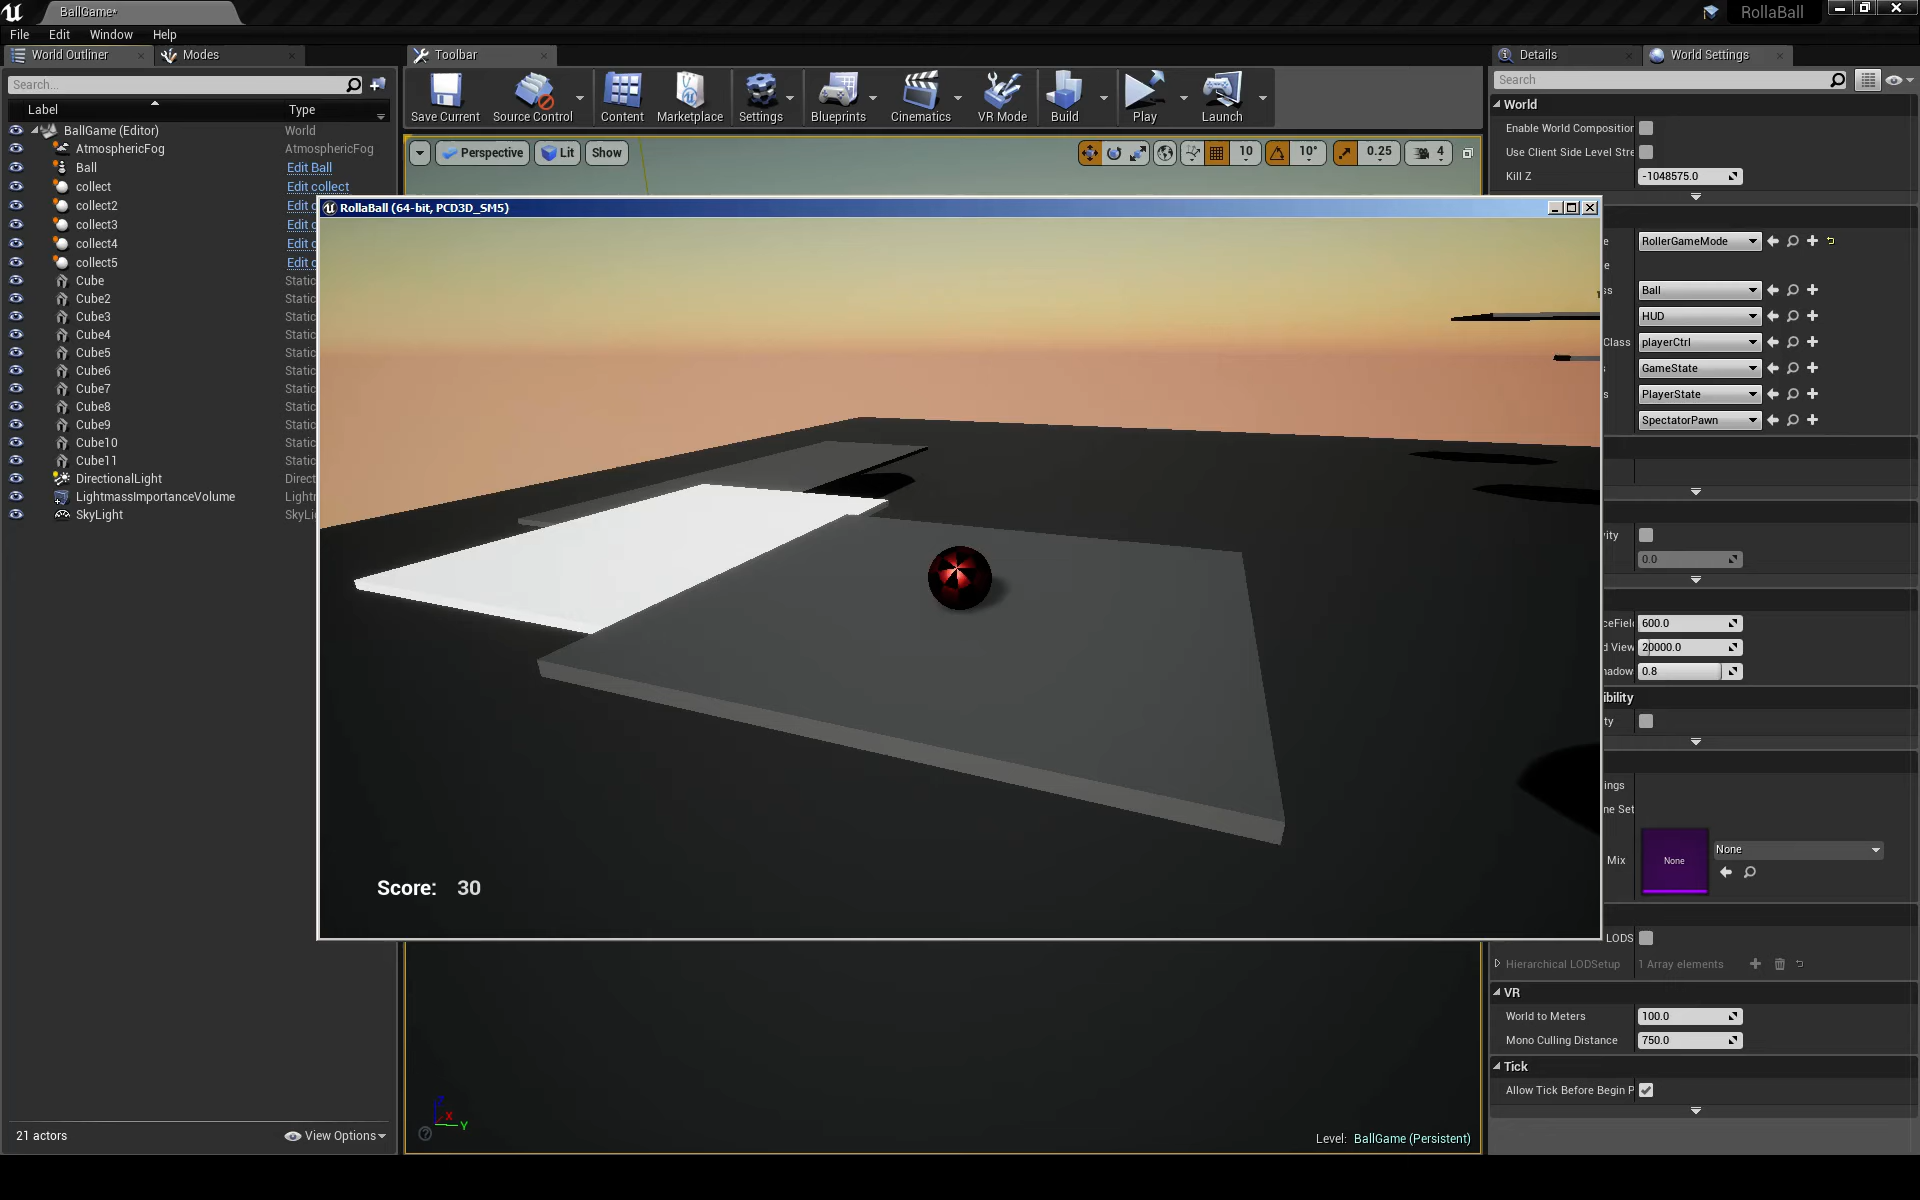 BallGame*
RollaBall
File Edit Window Help
World Outliner
Modes
Toolbar
Details
World Settings
Search...
Label
Type
BallGame (Editor) World
AtmosphericFog AtmosphericFog
Ball Edit Ball
collect Edit collect
collect2 Edit c
collect3 Edit c
collect4 Edit c
collect5 Edit c
Cube Static
Cube2 Static
Cube3 Static
Cube4 Static
Cube5 Static
Cube6 Static
Cube7 Static
Cube8 Static
Cube9 Static
Cube10 Static
Cube11 Static
DirectionalLight Direct
LightmassImportanceVolume Lightn
SkyLight SkyLi
21 actors
View Options
Save Current
Source Control
Content
Marketplace
Settings
Blueprints
Cinematics
VR Mode
Build
Play
Launch
Perspective
Lit
Show
10
10°
0.25
4
RollaBall (64-bit, PCD3D_SM5)
Score: 30
X
Y
Level: BallGame (Persistent)
Search
World
Enable World Composition
Use Client Side Level Stre
Kill Z -1048575.0
e RollerGameMode
e
ss Ball
HUD
Class playerCtrl
s GameState
s PlayerState
SpectatorPawn
vity
0.0
ceField 600.0
d View 20000.0
hadow 0.8
ibility
ty
ings
ne Set
Mix None None
LODS
Hierarchical LODSetup 1 Array elements
VR
World to Meters 100.0
Mono Culling Distance 750.0
Tick
Allow Tick Before Begin P